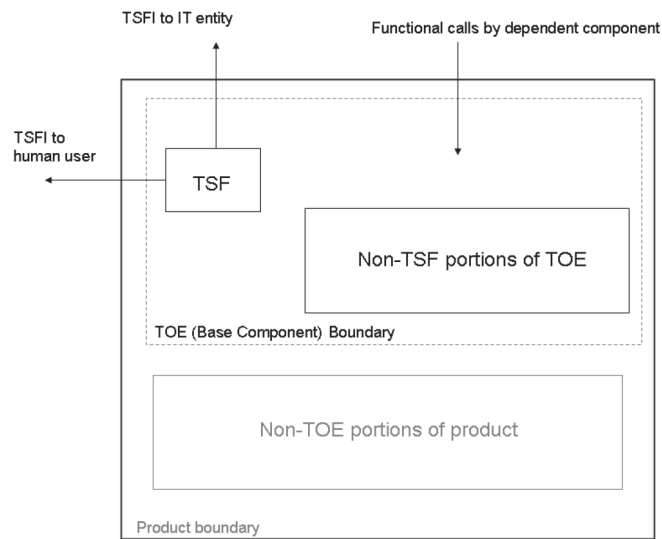 TSFI to IT entity
Functional calls by dependent component
TSFI to
human user
TSF
Non-TSF portions of TOE
TOE (Base Component) Boundary
Non-TOE portions of product
Product boundary